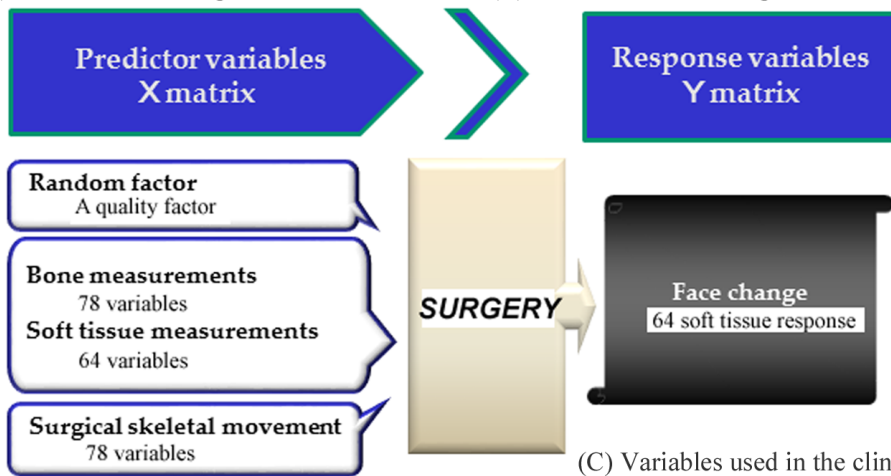 Predictor variables
X matrix
Response variables
Y matrix
Random factor
A quality factor
Bone measurements
78 variables
Soft tissue measurements
64 variables
Surgical skeletal movement
78 variables
SURGERY
Face change
64 soft tissue response
(C) Variables used in the clin